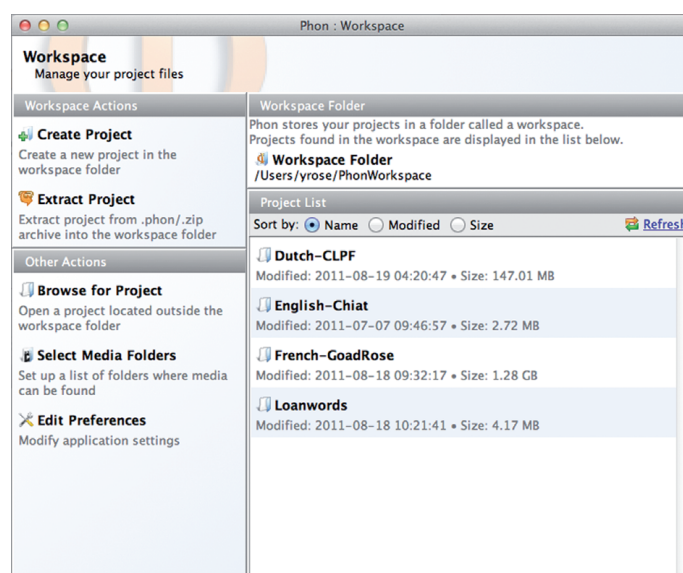 Phon : Workspace
Workspace
Manage your project files
Workspace Actions
Create Project
Create a new project in the
workspace folder
Extract Project
Extract project from .phon/.zip
archive into the workspace folder
Other Actions
Browse for Project
Open a project located outside the
workspace folder
Select Media Folders
Set up a list of folders where media
can be found
Edit Preferences
Modify application settings
Workspace Folder
Phon stores your projects in a folder called a workspace.
Projects found in the workspace are displayed in the list below.
Workspace Folder
/Users/yrose/PhonWorkspace
Project List
Sort by: Name Modified Size Refresh
Dutch-CLPF
Modified: 2011-08-19 04:20:47 • Size: 147.01 MB
English-Chiat
Modified: 2011-07-07 09:46:57 • Size: 2.72 MB
French-GoadRose
Modified: 2011-08-18 09:32:17 • Size: 1.28 GB
Loanwords
Modified: 2011-08-18 10:21:41 • Size: 4.17 MB